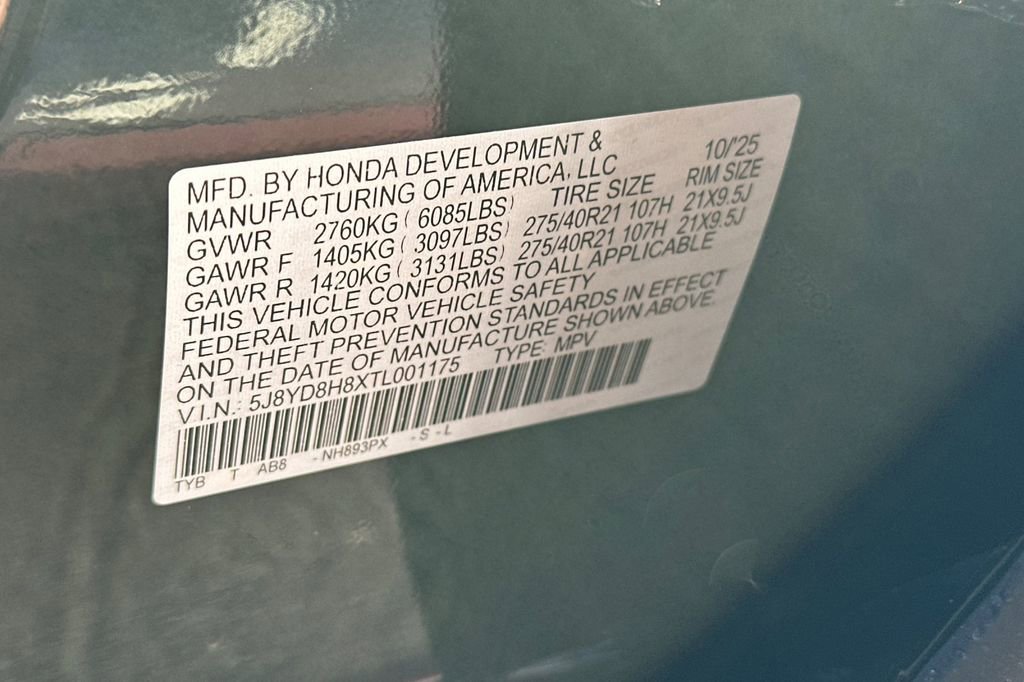 MFD. BY HONDA DEVELOPMENT & 10/'25
MANUFACTURING OF AMERICA, LLC
GVWR 2760KG ( 6085LBS) TIRE SIZE RIM SIZE
GAWR F 1405KG ( 3097LBS) 275/40R21 107H 21X9.5J
GAWR R 1420KG ( 3131LBS) 275/40R21 107H 21X9.5J
THIS VEHICLE CONFORMS TO ALL APPLICABLE
FEDERAL MOTOR VEHICLE SAFETY
AND THEFT PREVENTION STANDARDS IN EFFECT
ON THE DATE OF MANUFACTURE SHOWN ABOVE.
V.I.N.: 5J8YD8H8XTL001175 TYPE: MPV
TYB T AB8 - NH893PX - S - L